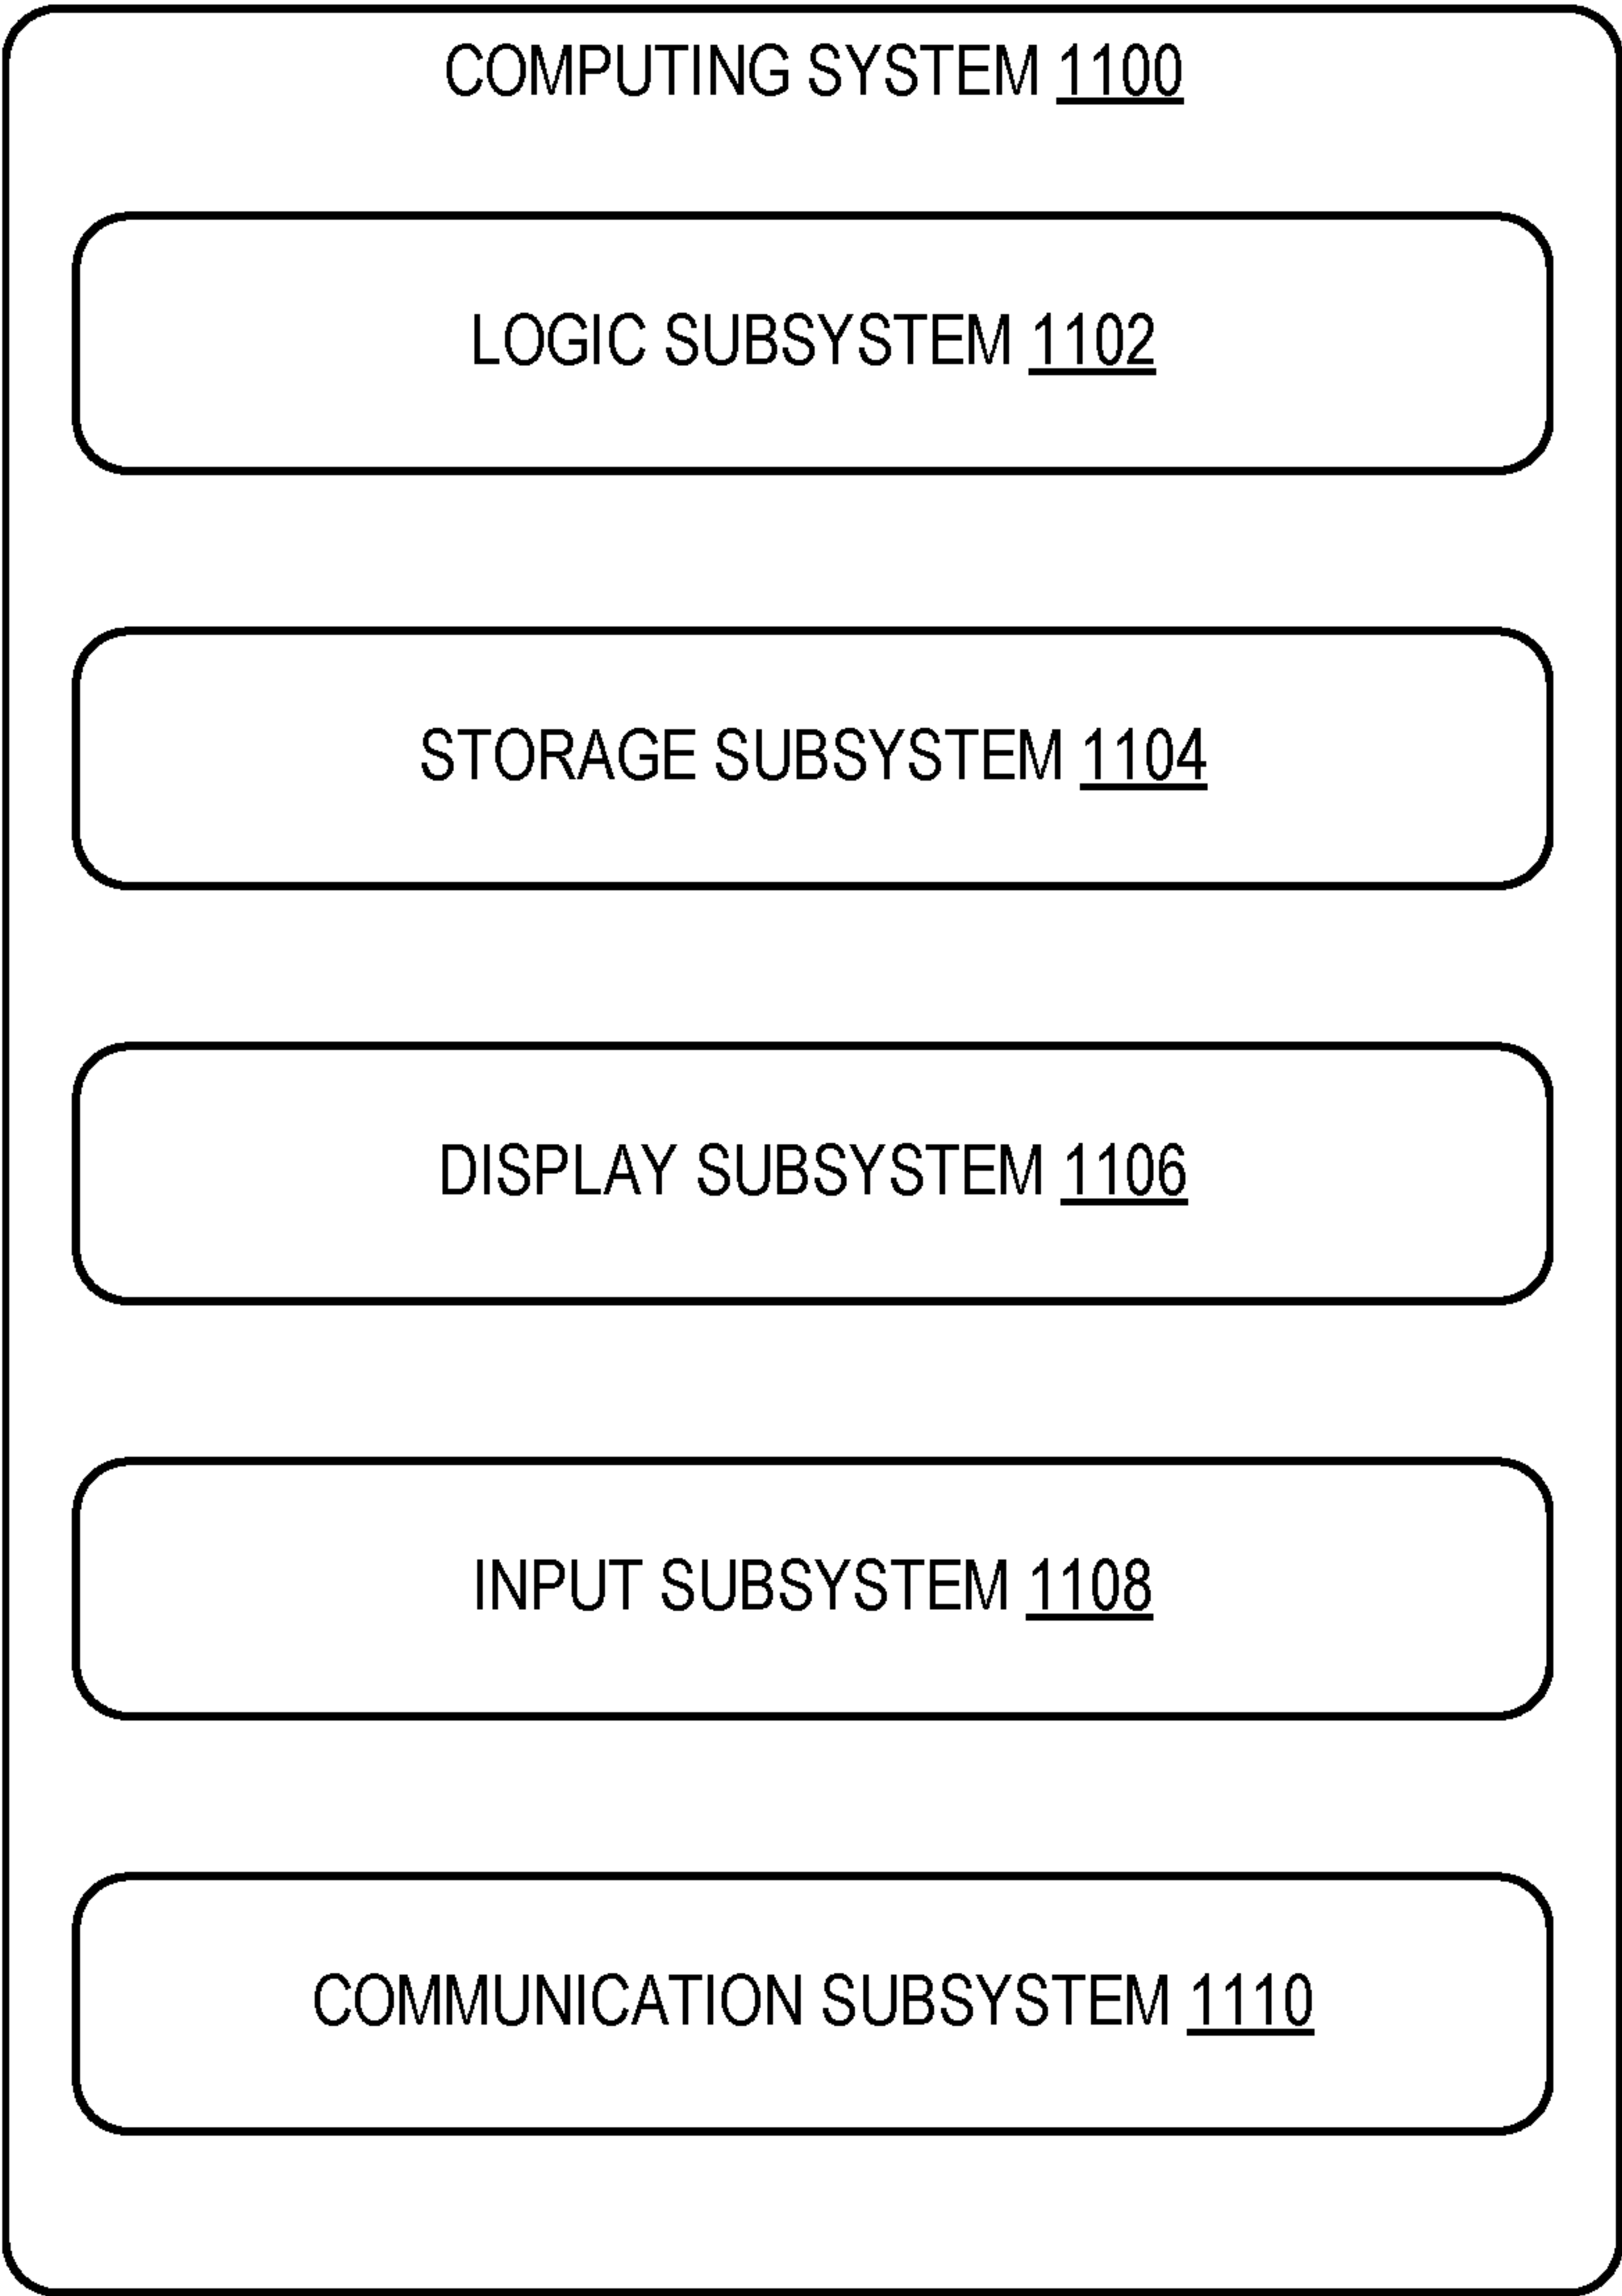 COMPUTING SYSTEM 1100
LOGIC SUBSYSTEM 1102
STORAGE SUBSYSTEM 1104
DISPLAY SUBSYSTEM 1106
INPUT SUBSYSTEM 1108
COMMUNICATION SUBSYSTEM 1110